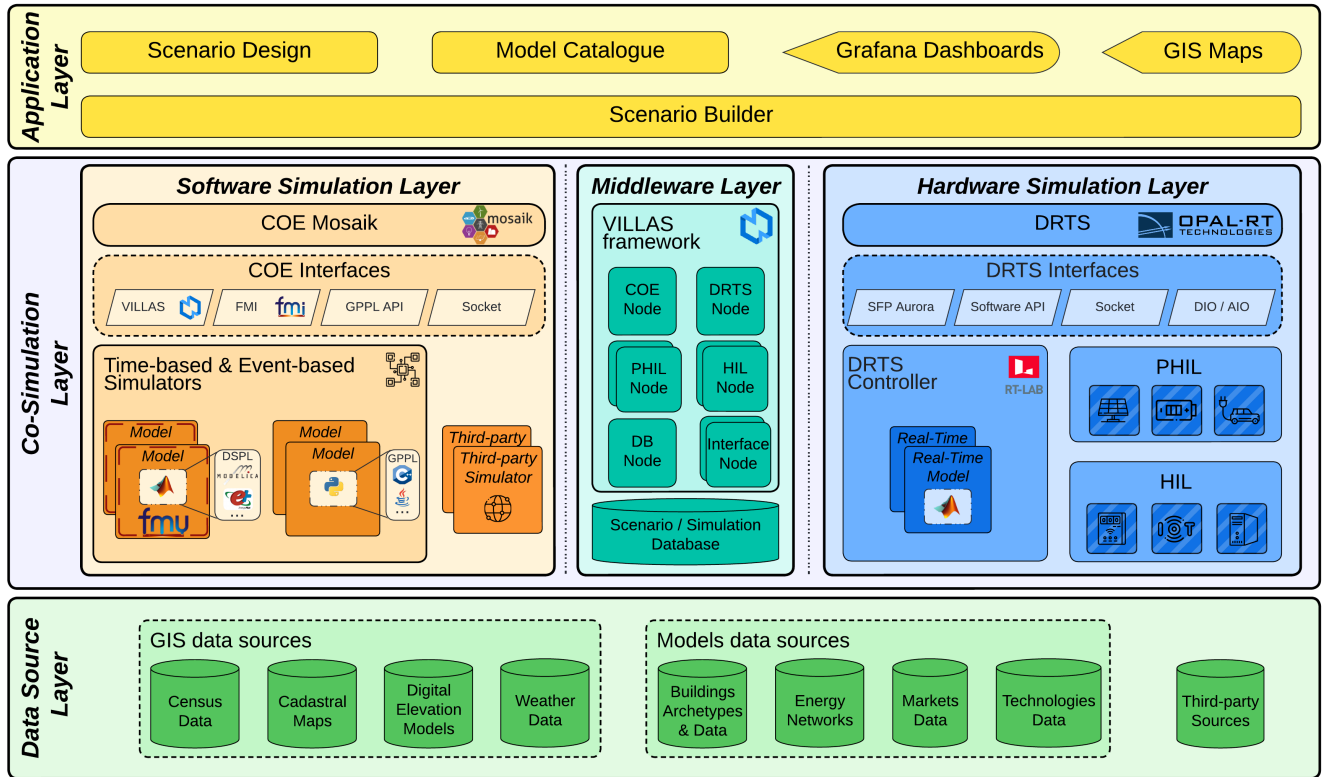 Application
Layer
Scenario Design
Model Catalogue
Grafana Dashboards
GIS Maps
Scenario Builder
Co-Simulation
Layer
Software Simulation Layer
COE Mosaik
mosaik
COE Interfaces
VILLAS
FMI
fmi
GPPL API
Socket
Time-based & Event-based
Simulators
Model
Model
fmu
DSPL
MODELICA
et
...
Model
Model
GPPL
C++
Java
...
Third-party
Third-party
Simulator
Middleware Layer
VILLAS
framework
COE
Node
DRTS
Node
PHIL
Node
HIL
Node
DB
Node
Interface
Node
Scenario / Simulation
Database
Hardware Simulation Layer
DRTS
OPAL-RT
TECHNOLOGIES
DRTS Interfaces
SFP Aurora
Software API
Socket
DIO / AIO
DRTS
Controller
RT-LAB
Real-Time
Real-Time
Model
PHIL
HIL
IOT
Data Source
Layer
GIS data sources
Census
Data
Cadastral
Maps
Digital
Elevation
Models
Weather
Data
Models data sources
Buildings
Archetypes
& Data
Energy
Networks
Markets
Data
Technologies
Data
Third-party
Sources